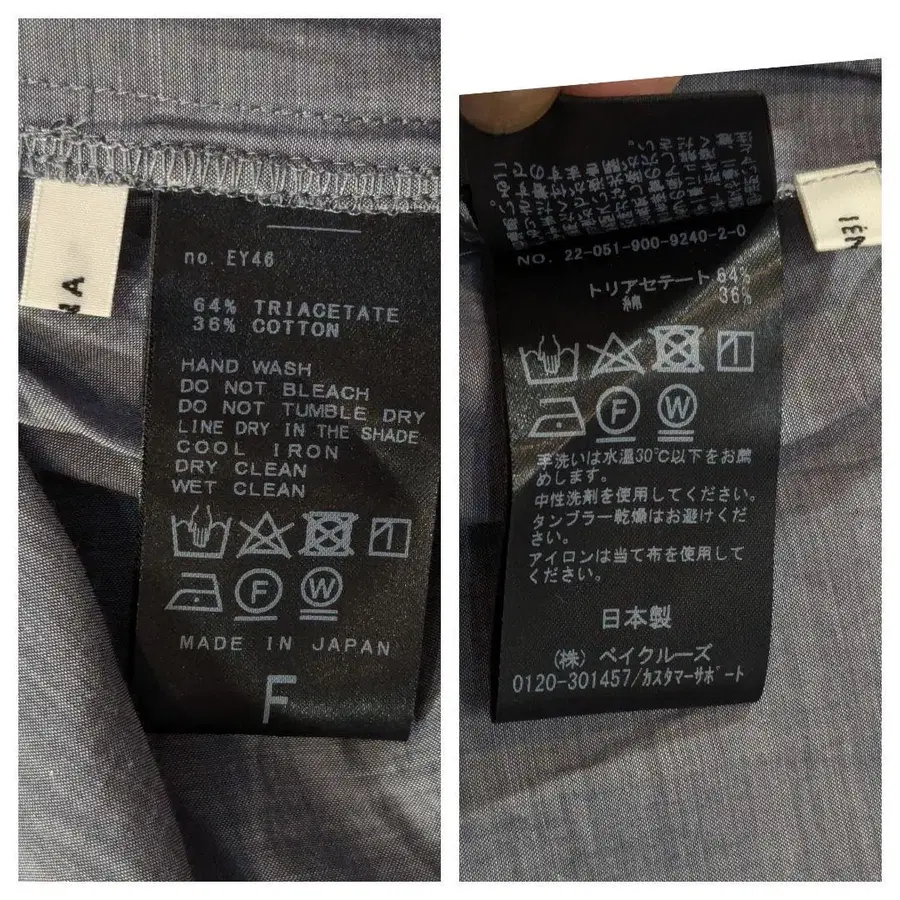 no. EY46
64% TRIACETATE
36% COTTON
HAND WASH
DO NOT BLEACH
DO NOT TUMBLE DRY
LINE DRY IN THE SHADE
COOL IRON
DRY CLEAN
WET CLEAN
F
W
MADE IN JAPAN
F
NO. 22-051-900-9240-2-0
トリアセテート 64%
綿 36%
F
W
手洗いは水温30℃以下をお薦
めします。
中性洗剤を使用してください。
タンブラー乾燥はお避けくだ
さい。
アイロンは当て布を使用して
ください。
日本製
(株) ベイクルーズ
0120-301457/カスタマーサポート